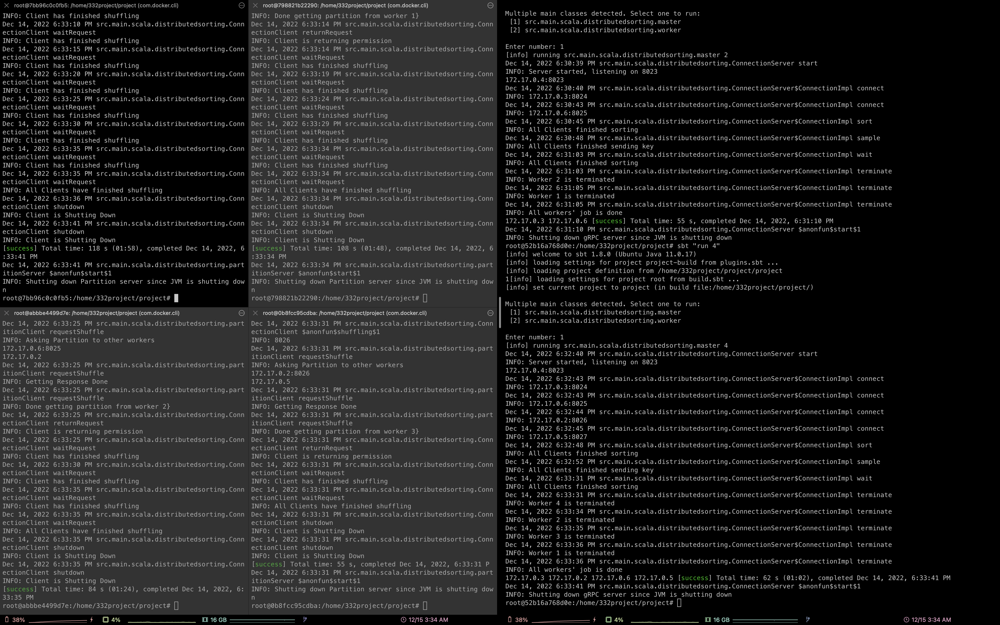 root@7bb96c0c0fb5: /home/332project/project (com.docker.cli)
INFO: Client has finished shuffling
Dec 14, 2022 6:33:10 PM src.main.scala.distributedsorting.Conn
ectionClient waitRequest
INFO: Client has finished shuffling
Dec 14, 2022 6:33:15 PM src.main.scala.distributedsorting.Conn
ectionClient waitRequest
INFO: Client has finished shuffling
Dec 14, 2022 6:33:20 PM src.main.scala.distributedsorting.Conn
ectionClient waitRequest
INFO: Client has finished shuffling
Dec 14, 2022 6:33:25 PM src.main.scala.distributedsorting.Conn
ectionClient waitRequest
INFO: Client has finished shuffling
Dec 14, 2022 6:33:30 PM src.main.scala.distributedsorting.Conn
ectionClient waitRequest
INFO: Client has finished shuffling
Dec 14, 2022 6:33:35 PM src.main.scala.distributedsorting.Conn
ectionClient waitRequest
INFO: Client has finished shuffling
Dec 14, 2022 6:33:35 PM src.main.scala.distributedsorting.Conn
ectionClient waitRequest
INFO: All Clients have finished shuffling
Dec 14, 2022 6:33:36 PM src.main.scala.distributedsorting.Conn
ectionClient shutdown
INFO: Client is Shutting Down
Dec 14, 2022 6:33:41 PM src.main.scala.distributedsorting.Conn
ectionClient shutdown
INFO: Client is Shutting Down
[success] Total time: 118 s (01:58), completed Dec 14, 2022, 6
:33:41 PM
Dec 14, 2022 6:33:41 PM src.main.scala.distributedsorting.part
itionServer $anonfun$start$1
INFO: Shutting down Partition server since JVM is shutting dow
n
root@7bb96c0c0fb5:/home/332project/project#
root@798821b22290: /home/332project/project (com.docker.cli)
INFO: Done getting partition from worker 1}
Dec 14, 2022 6:33:14 PM src.main.scala.distributedsorting.Conn
ectionClient returnRequest
INFO: Client is returning permission
Dec 14, 2022 6:33:14 PM src.main.scala.distributedsorting.Conn
ectionClient waitRequest
INFO: Client has finished shuffling
Dec 14, 2022 6:33:19 PM src.main.scala.distributedsorting.Conn
ectionClient waitRequest
INFO: Client has finished shuffling
Dec 14, 2022 6:33:24 PM src.main.scala.distributedsorting.Conn
ectionClient waitRequest
INFO: Client has finished shuffling
Dec 14, 2022 6:33:29 PM src.main.scala.distributedsorting.Conn
ectionClient waitRequest
INFO: Client has finished shuffling
Dec 14, 2022 6:33:34 PM src.main.scala.distributedsorting.Conn
ectionClient waitRequest
INFO: Client has finished shuffling
Dec 14, 2022 6:33:34 PM src.main.scala.distributedsorting.Conn
ectionClient waitRequest
INFO: All Clients have finished shuffling
Dec 14, 2022 6:33:34 PM src.main.scala.distributedsorting.Conn
ectionClient shutdown
INFO: Client is Shutting Down
Dec 14, 2022 6:33:34 PM src.main.scala.distributedsorting.Conn
ectionClient shutdown
INFO: Client is Shutting Down
[success] Total time: 108 s (01:48), completed Dec 14, 2022, 6
:33:34 PM
Dec 14, 2022 6:33:34 PM src.main.scala.distributedsorting.part
itionServer $anonfun$start$1
INFO: Shutting down Partition server since JVM is shutting dow
n
root@798821b22290:/home/332project/project#
root@abbbe4499d7e: /home/332project/project (com.docker.cli)
Dec 14, 2022 6:33:25 PM src.main.scala.distributedsorting.part
itionClient requestShuffle
INFO: Asking Partition to other workers
172.17.0.6:8025
172.17.0.2
Dec 14, 2022 6:33:25 PM src.main.scala.distributedsorting.part
itionClient requestShuffle
INFO: Getting Response Done
Dec 14, 2022 6:33:25 PM src.main.scala.distributedsorting.part
itionClient requestShuffle
INFO: Done getting partition from worker 2}
Dec 14, 2022 6:33:25 PM src.main.scala.distributedsorting.Conn
ectionClient returnRequest
INFO: Client is returning permission
Dec 14, 2022 6:33:25 PM src.main.scala.distributedsorting.Conn
ectionClient waitRequest
INFO: Client has finished shuffling
Dec 14, 2022 6:33:30 PM src.main.scala.distributedsorting.Conn
ectionClient waitRequest
INFO: Client has finished shuffling
Dec 14, 2022 6:33:35 PM src.main.scala.distributedsorting.Conn
ectionClient waitRequest
INFO: Client has finished shuffling
Dec 14, 2022 6:33:35 PM src.main.scala.distributedsorting.Conn
ectionClient waitRequest
INFO: All Clients have finished shuffling
Dec 14, 2022 6:33:35 PM src.main.scala.distributedsorting.Conn
ectionClient shutdown
INFO: Client is Shutting Down
Dec 14, 2022 6:33:35 PM src.main.scala.distributedsorting.Conn
ectionClient shutdown
INFO: Client is Shutting Down
[success] Total time: 84 s (01:24), completed Dec 14, 2022, 6:
33:35 PM
root@abbbe4499d7e:/home/332project/project#
root@0b8fcc95cdba: /home/332project/project (com.docker.cli)
Dec 14, 2022 6:33:31 PM src.main.scala.distributedsorting.Conn
ectionClient $anonfun$shuffling$1
INFO: 8026
Dec 14, 2022 6:33:31 PM src.main.scala.distributedsorting.part
itionClient requestShuffle
INFO: Asking Partition to other workers
172.17.0.2:8026
172.17.0.5
Dec 14, 2022 6:33:31 PM src.main.scala.distributedsorting.part
itionClient requestShuffle
INFO: Getting Response Done
Dec 14, 2022 6:33:31 PM src.main.scala.distributedsorting.part
itionClient requestShuffle
INFO: Done getting partition from worker 3}
Dec 14, 2022 6:33:31 PM src.main.scala.distributedsorting.Conn
ectionClient returnRequest
INFO: Client is returning permission
Dec 14, 2022 6:33:31 PM src.main.scala.distributedsorting.Conn
ectionClient waitRequest
INFO: Client has finished shuffling
Dec 14, 2022 6:33:31 PM src.main.scala.distributedsorting.Conn
ectionClient waitRequest
INFO: All Clients have finished shuffling
Dec 14, 2022 6:33:31 PM src.main.scala.distributedsorting.Conn
ectionClient shutdown
INFO: Client is Shutting Down
Dec 14, 2022 6:33:31 PM src.main.scala.distributedsorting.Conn
ectionClient shutdown
INFO: Client is Shutting Down
[success] Total time: 55 s, completed Dec 14, 2022, 6:33:31 P
Dec 14, 2022 6:33:31 PM src.main.scala.distributedsorting.part
itionServer $anonfun$start$1
INFO: Shutting down Partition server since JVM is shutting dow
n
root@0b8fcc95cdba:/home/332project/project#
Multiple main classes detected. Select one to run:
[1] src.main.scala.distributedsorting.master
[2] src.main.scala.distributedsorting.worker
Enter number: 1
[info] running src.main.scala.distributedsorting.master 2
Dec 14, 2022 6:30:39 PM src.main.scala.distributedsorting.ConnectionServer start
INFO: Server started, listening on 8023
172.17.0.4:8023
Dec 14, 2022 6:30:40 PM src.main.scala.distributedsorting.ConnectionServer$ConnectionImpl connect
INFO: 172.17.0.3:8024
Dec 14, 2022 6:30:43 PM src.main.scala.distributedsorting.ConnectionServer$ConnectionImpl connect
INFO: 172.17.0.6:8025
Dec 14, 2022 6:30:45 PM src.main.scala.distributedsorting.ConnectionServer$ConnectionImpl sort
INFO: All Clients finished sorting
Dec 14, 2022 6:30:48 PM src.main.scala.distributedsorting.ConnectionServer$ConnectionImpl sample
INFO: All Clients finished sending key
Dec 14, 2022 6:31:03 PM src.main.scala.distributedsorting.ConnectionServer$ConnectionImpl wait
INFO: All Clients finished sorting
Dec 14, 2022 6:31:03 PM src.main.scala.distributedsorting.ConnectionServer$ConnectionImpl terminate
INFO: Worker 2 is terminated
Dec 14, 2022 6:31:05 PM src.main.scala.distributedsorting.ConnectionServer$ConnectionImpl terminate
INFO: Worker 1 is terminated
Dec 14, 2022 6:31:05 PM src.main.scala.distributedsorting.ConnectionServer$ConnectionImpl terminate
INFO: All workers' job is done
172.17.0.3 172.17.0.6 [success] Total time: 55 s, completed Dec 14, 2022, 6:31:10 PM
Dec 14, 2022 6:31:10 PM src.main.scala.distributedsorting.ConnectionServer $anonfun$start$1
INFO: Shutting down gRPC server since JVM is shutting down
root@52b16a768d0e:/home/332project/project# sbt "run 4"
[info] welcome to sbt 1.8.0 (Ubuntu Java 11.0.17)
[info] loading settings for project project-build from plugins.sbt ...
[info] loading project definition from /home/332project/project/project
1[info] loading settings for project root from build.sbt ...
[info] set current project to project (in build file:/home/332project/project/)
Multiple main classes detected. Select one to run:
[1] src.main.scala.distributedsorting.master
[2] src.main.scala.distributedsorting.worker
Enter number: 1
[info] running src.main.scala.distributedsorting.master 4
Dec 14, 2022 6:32:40 PM src.main.scala.distributedsorting.ConnectionServer start
INFO: Server started, listening on 8023
172.17.0.4:8023
Dec 14, 2022 6:32:43 PM src.main.scala.distributedsorting.ConnectionServer$ConnectionImpl connect
INFO: 172.17.0.3:8024
Dec 14, 2022 6:32:43 PM src.main.scala.distributedsorting.ConnectionServer$ConnectionImpl connect
INFO: 172.17.0.6:8025
Dec 14, 2022 6:32:44 PM src.main.scala.distributedsorting.ConnectionServer$ConnectionImpl connect
INFO: 172.17.0.2:8026
Dec 14, 2022 6:32:45 PM src.main.scala.distributedsorting.ConnectionServer$ConnectionImpl connect
INFO: 172.17.0.5:8027
Dec 14, 2022 6:32:48 PM src.main.scala.distributedsorting.ConnectionServer$ConnectionImpl sort
INFO: All Clients finished sorting
Dec 14, 2022 6:32:52 PM src.main.scala.distributedsorting.ConnectionServer$ConnectionImpl sample
INFO: All Clients finished sending key
Dec 14, 2022 6:33:31 PM src.main.scala.distributedsorting.ConnectionServer$ConnectionImpl wait
INFO: All Clients finished sorting
Dec 14, 2022 6:33:31 PM src.main.scala.distributedsorting.ConnectionServer$ConnectionImpl terminate
INFO: Worker 4 is terminated
Dec 14, 2022 6:33:34 PM src.main.scala.distributedsorting.ConnectionServer$ConnectionImpl terminate
INFO: Worker 2 is terminated
Dec 14, 2022 6:33:35 PM src.main.scala.distributedsorting.ConnectionServer$ConnectionImpl terminate
INFO: Worker 3 is terminated
Dec 14, 2022 6:33:36 PM src.main.scala.distributedsorting.ConnectionServer$ConnectionImpl terminate
INFO: Worker 1 is terminated
Dec 14, 2022 6:33:36 PM src.main.scala.distributedsorting.ConnectionServer$ConnectionImpl terminate
INFO: All workers' job is done
172.17.0.3 172.17.0.2 172.17.0.6 172.17.0.5 [success] Total time: 62 s (01:02), completed Dec 14, 2022, 6:33:41 PM
Dec 14, 2022 6:33:41 PM src.main.scala.distributedsorting.ConnectionServer $anonfun$start$1
INFO: Shutting down gRPC server since JVM is shutting down
root@52b16a768d0e:/home/332project/project#
38% 4% 16 GB 12/15 3:34 AM
38% 4% 16 GB 12/15 3:34 AM